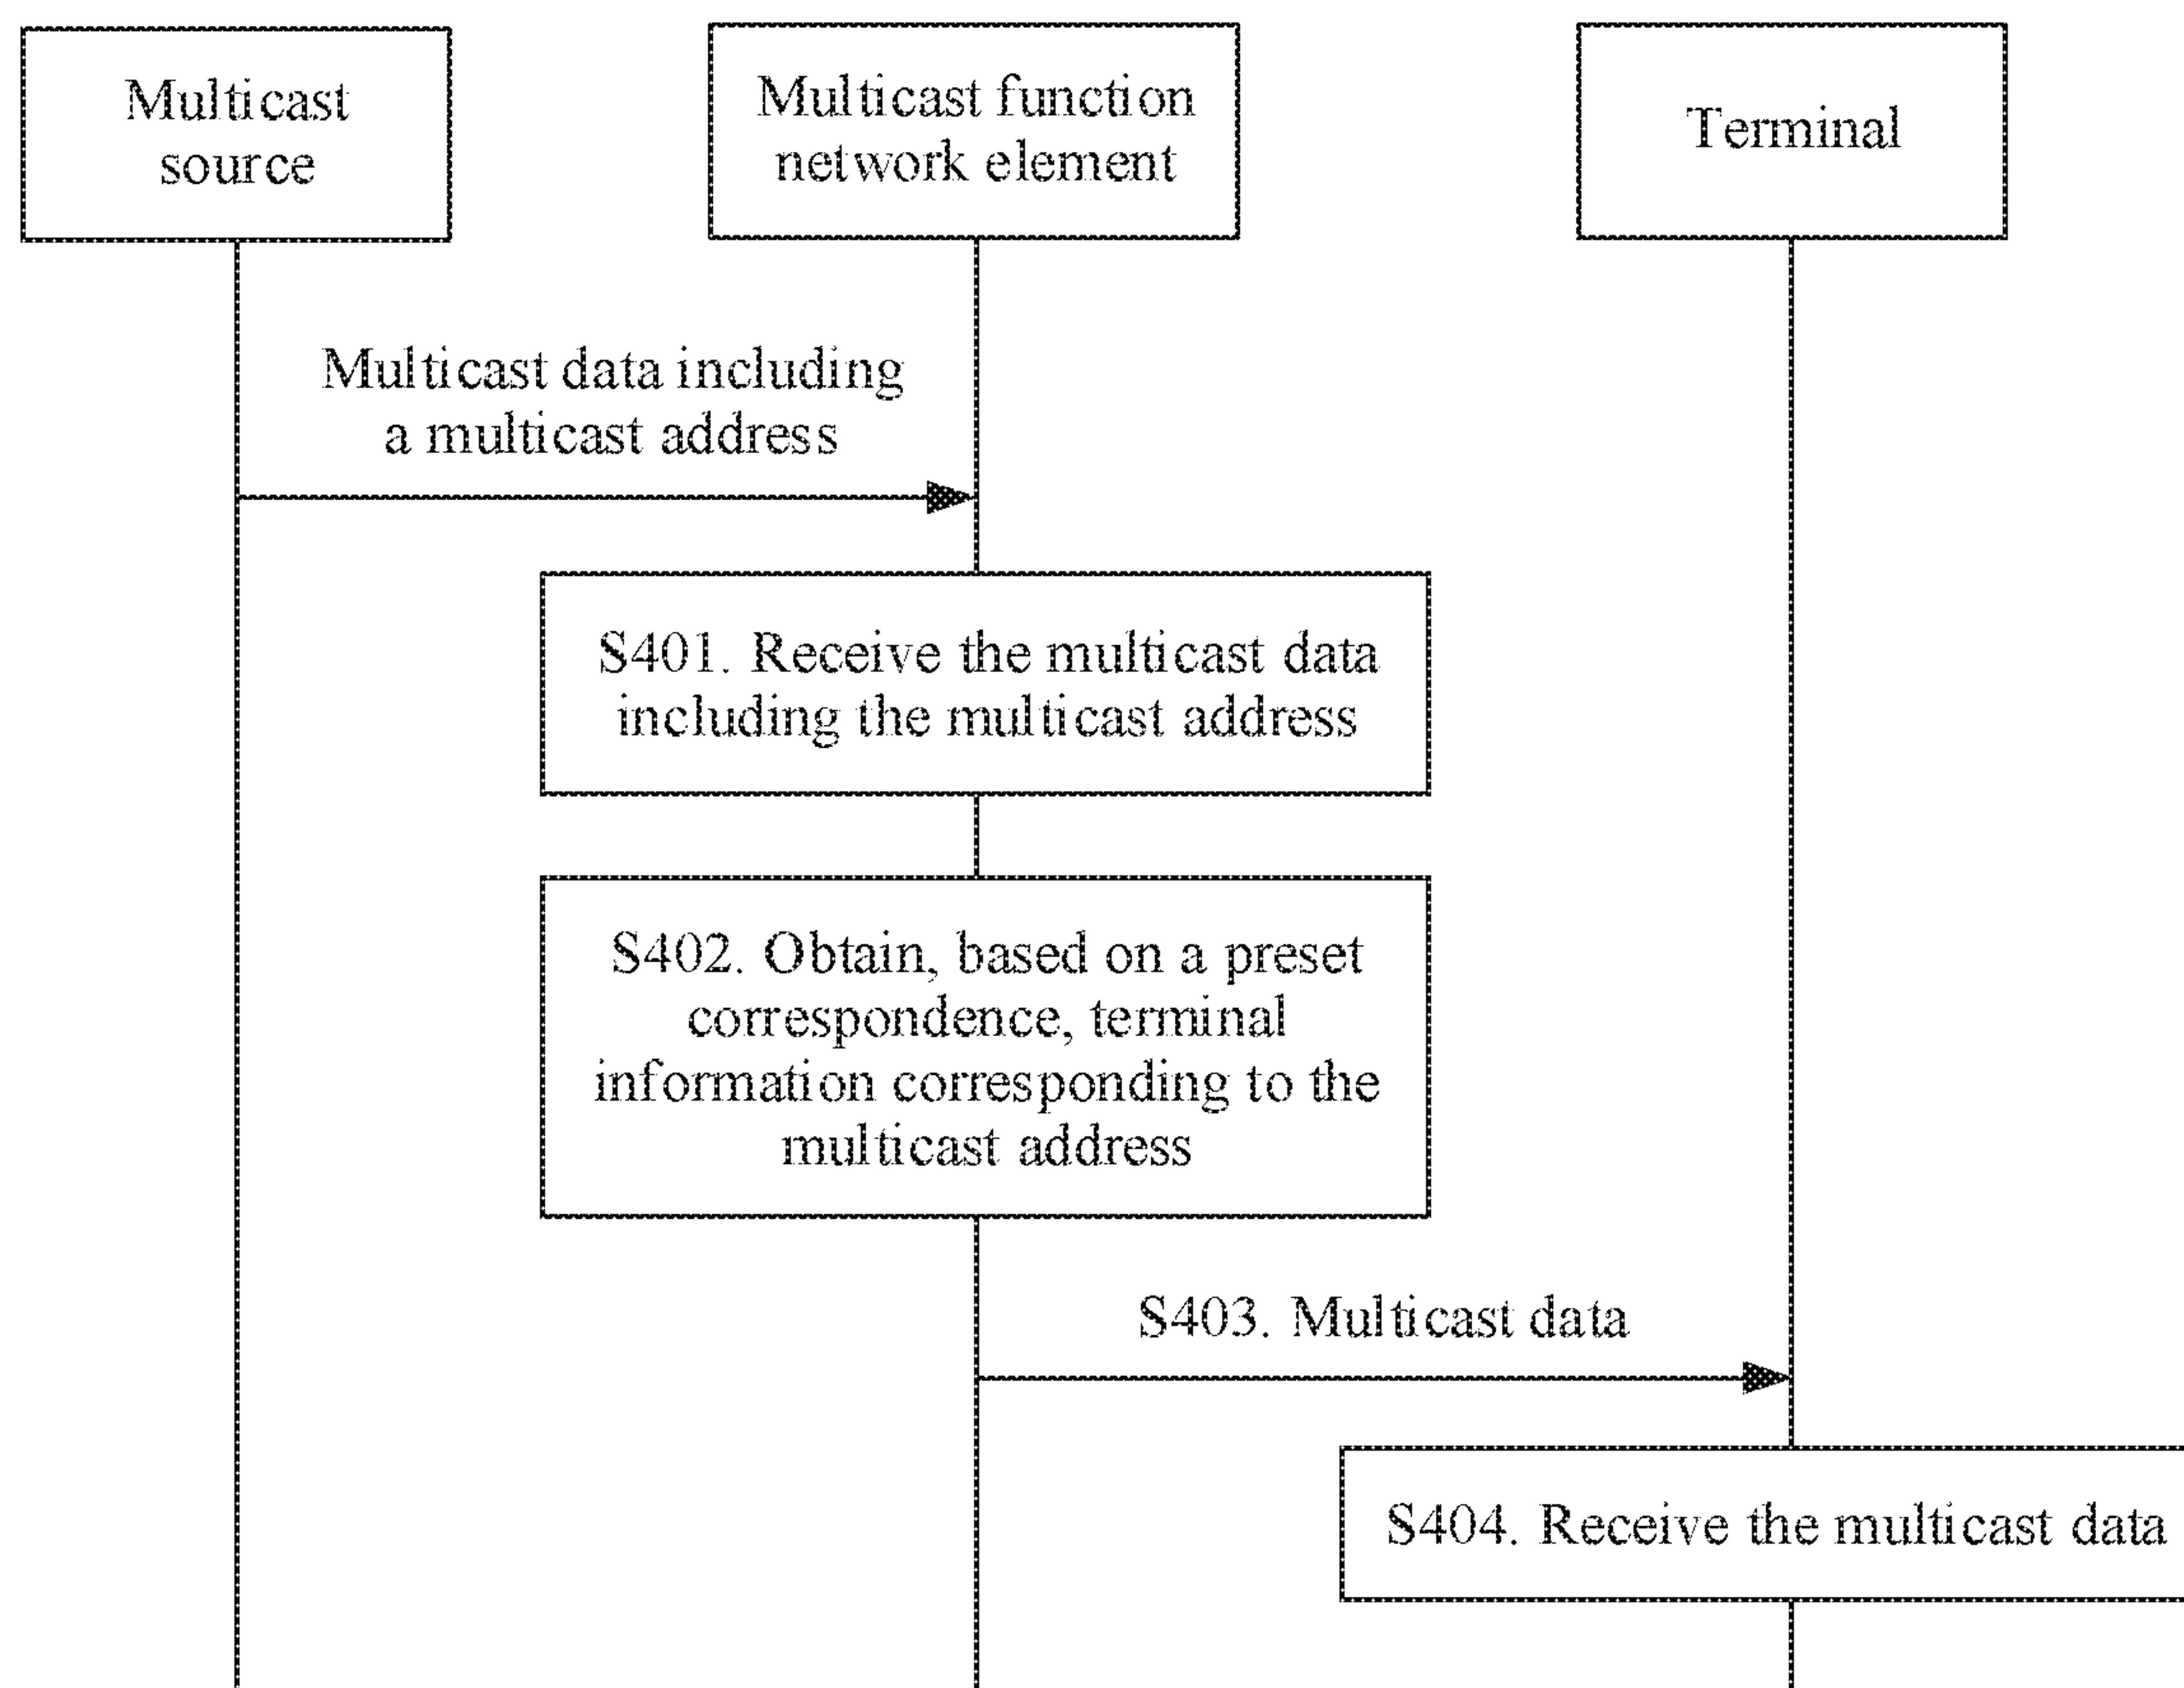 Multicast
source
Multicast function
network element
Terminal
Multicast data including
a multicast address
S401. Receive the multicast data
including the multicast address
S402. Obtain, based on a preset
correspondence, terminal
information corresponding to the
multicast address
S403. Multicast data
S404. Receive the multicast data